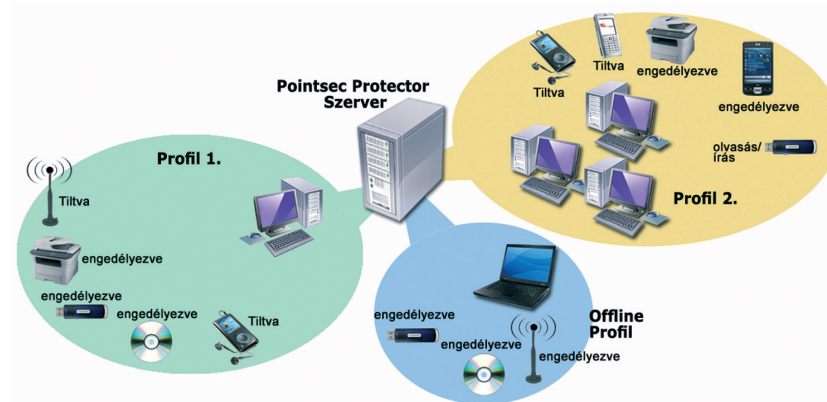 Pointsec Protector
Szerver
Profil 1.
Tiltva
engedélyezve
engedélyezve
engedélyezve
Tiltva
Tiltva
Tiltva
engedélyezve
engedélyezve
olvasás/
írás
Profil 2.
Offline
Profil
engedélyezve
engedélyezve
engedélyezve